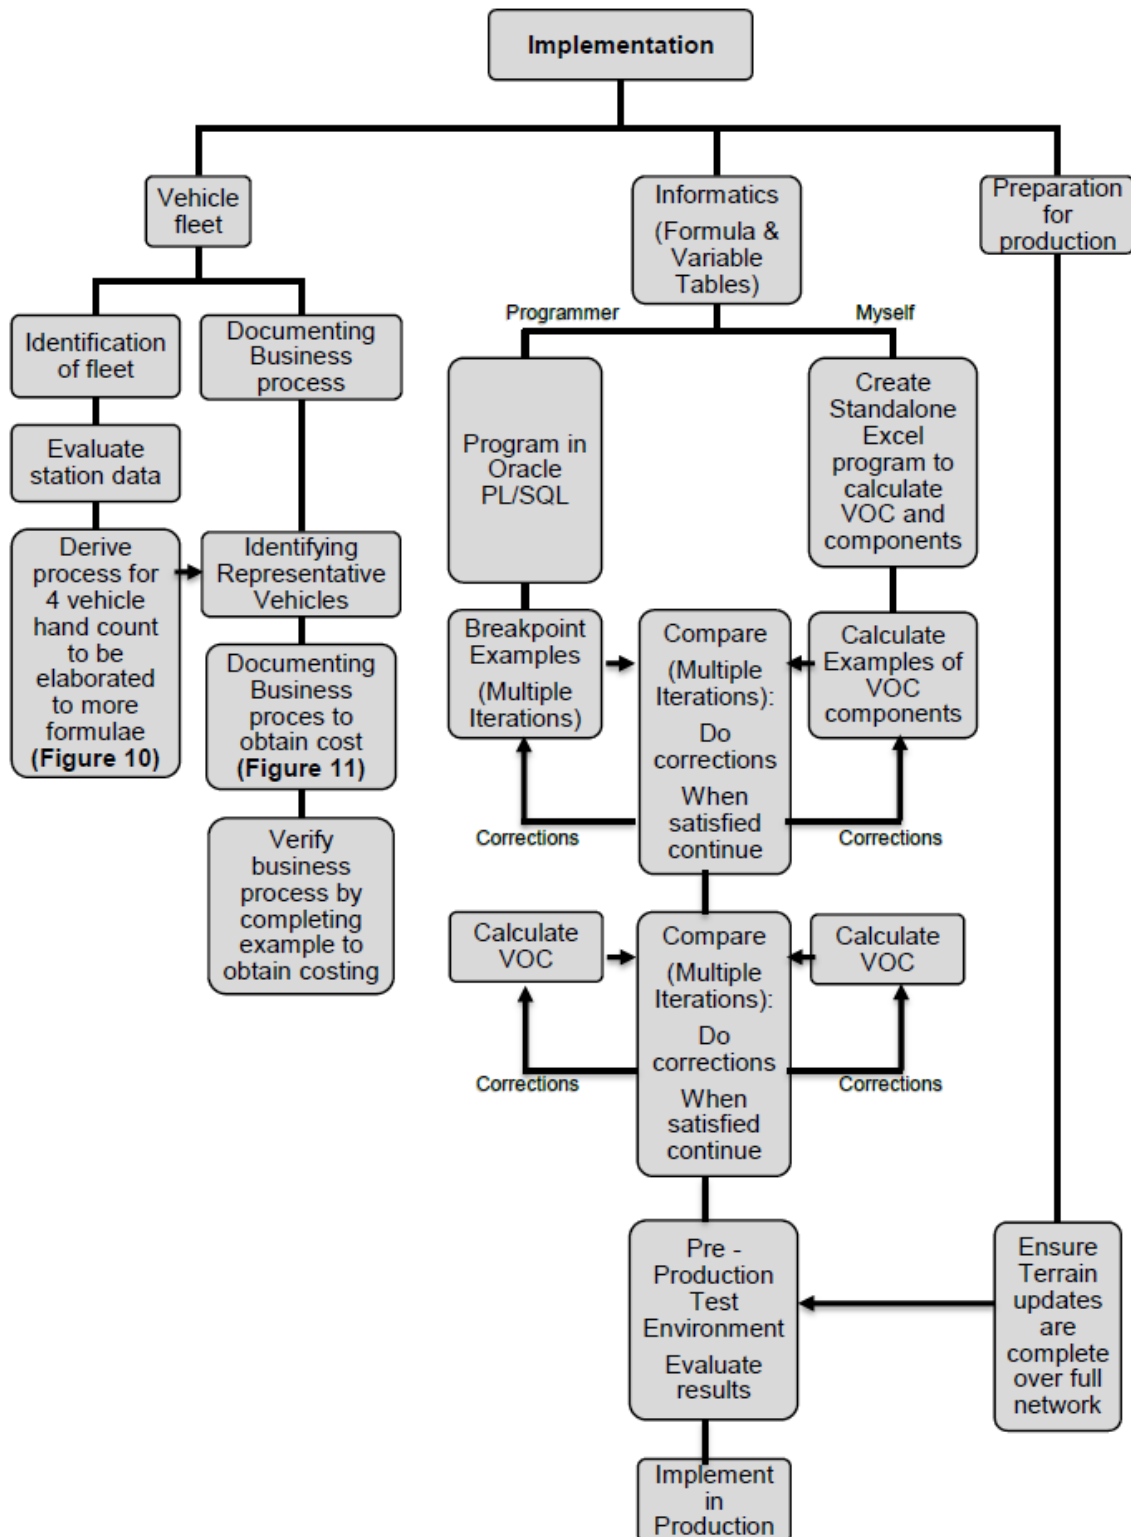 Implementation
Vehicle
fleet
Informatics
(Formula &
Variable
Tables)
Preparation
for
production
Programmer
Myself
Identification
of fleet
Documenting
Business
process
Evaluate
station data
Program in
Oracle
PL/SQL
Create
Standalone
Excel
program to
calculate
VOC and
components
Derive
process for
4 vehicle
hand count
to be
elaborated
to more
formulae
(Figure 10)
Identifying
Representative
Vehicles
Documenting
Business
proces to
obtain cost
(Figure 11)
Verify
business
process by
completing
example to
obtain costing
Breakpoint
Examples
(Multiple
Iterations)
Compare
(Multiple
Iterations):
Do
corrections
When
satisfied
continue
Calculate
Examples of
VOC
components
Corrections
Corrections
Calculate
VOC
Compare
(Multiple
Iterations):
Do
corrections
When
satisfied
continue
Calculate
VOC
Corrections
Corrections
Pre -
Production
Test
Environment
Evaluate
results
Ensure
Terrain
updates
are
complete
over full
network
Implement
in
Production